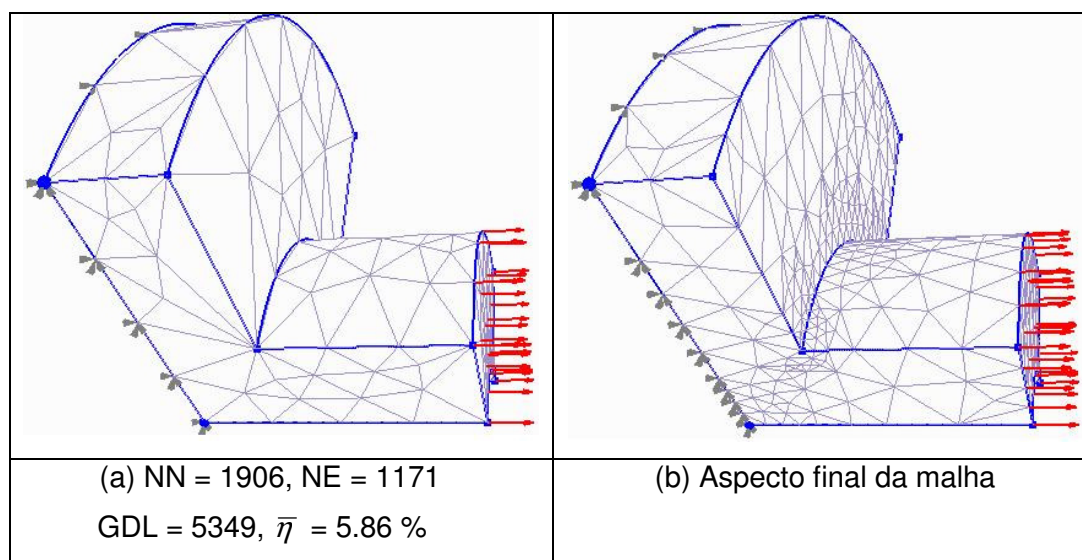 (a) NN = 1906, NE = 1171
GDL = 5349, η̅ = 5.86 %
(b) Aspecto final da malha